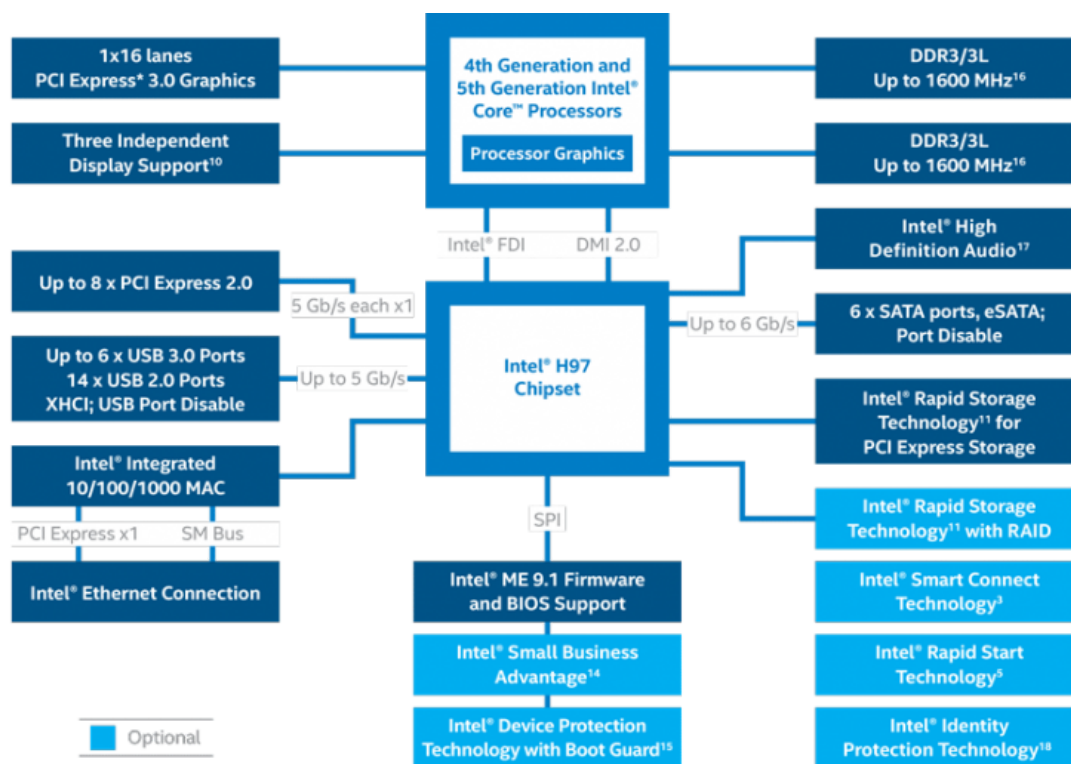 1x16 lanes
PCI Express* 3.0 Graphics
4th Generation and
5th Generation Intel®
Core™ Processors
Processor Graphics
DDR3/3L
Up to 1600 MHz¹⁶
Three Independent
Display Support¹⁰
DDR3/3L
Up to 1600 MHz¹⁶
Intel® FDI
DMI 2.0
Intel® High
Definition Audio¹⁷
Up to 8 x PCI Express 2.0
5 Gb/s each x1
Up to 6 Gb/s
6 x SATA ports, eSATA;
Port Disable
Up to 6 x USB 3.0 Ports
14 x USB 2.0 Ports
XHCI; USB Port Disable
Up to 5 Gb/s
Intel® H97
Chipset
Intel® Rapid Storage
Technology¹¹ for
PCI Express Storage
Intel® Integrated
10/100/1000 MAC
PCI Express x1
SM Bus
SPI
Intel® Rapid Storage
Technology¹¹ with RAID
Intel® Ethernet Connection
Intel® ME 9.1 Firmware
and BIOS Support
Intel® Smart Connect
Technology³
Intel® Small Business
Advantage¹⁴
Intel® Rapid Start
Technology⁵
Optional
Intel® Device Protection
Technology with Boot Guard¹⁵
Intel® Identity
Protection Technology¹⁸